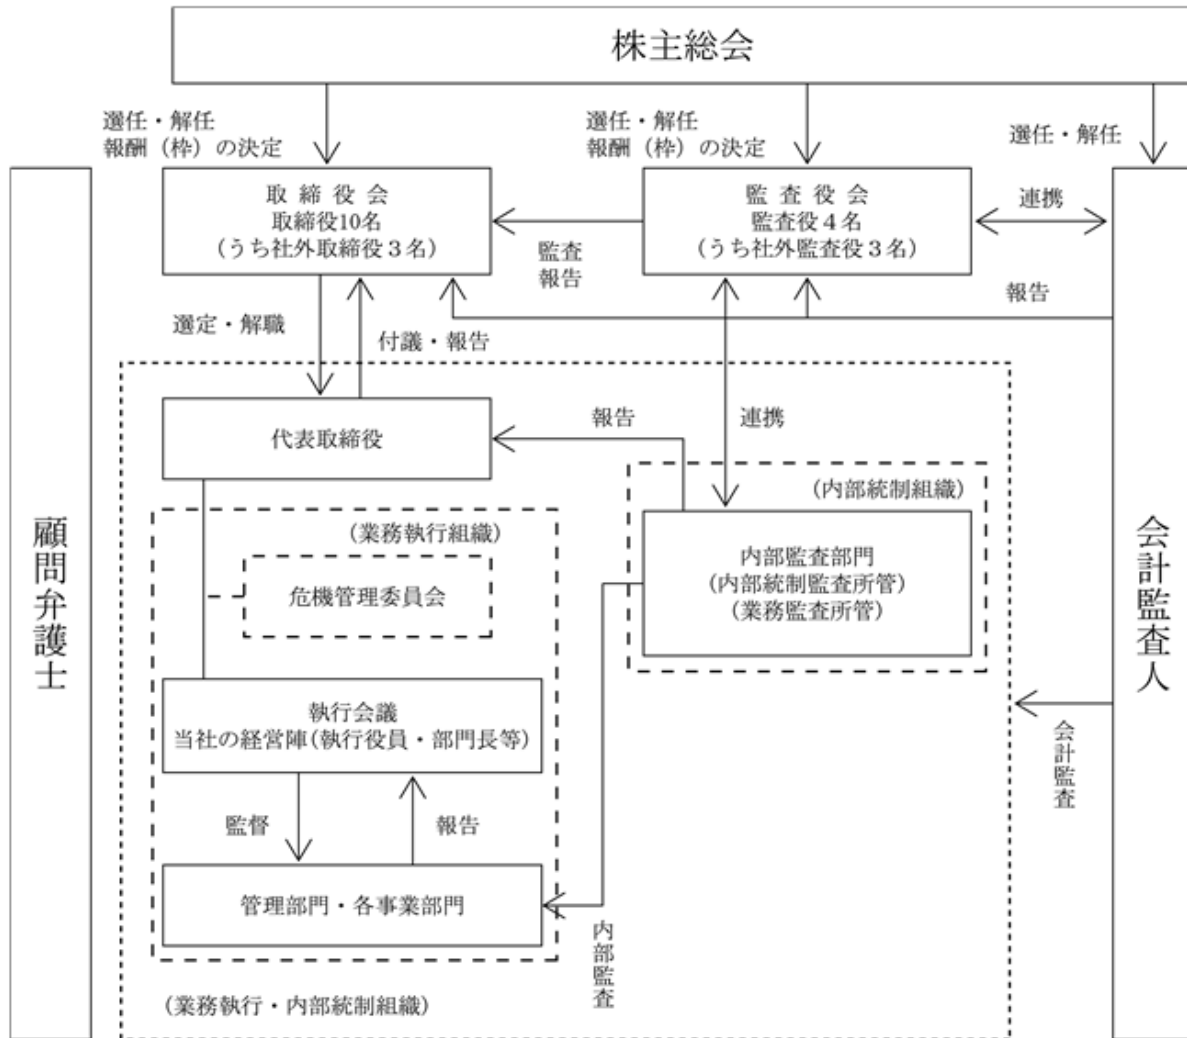 株主総会
選任・解任
報酬（枠）の決定
選任・解任
報酬（枠）の決定
選任・解任
取締役会
取締役10名
（うち社外取締役３名）
監査
報告
監査役会
監査役４名
（うち社外監査役３名）
連携
報告
選定・解職
付議・報告
代表取締役
報告
連携
(内部統制組織)
内部監査部門
(内部統制監査所管)
(業務監査所管)
(業務執行組織)
危機管理委員会
執行会議
当社の経営陣(執行役員・部門長等)
監督
報告
管理部門・各事業部門
内部監査
(業務執行・内部統制組織)
会計監査
顧問弁護士
会計監査人